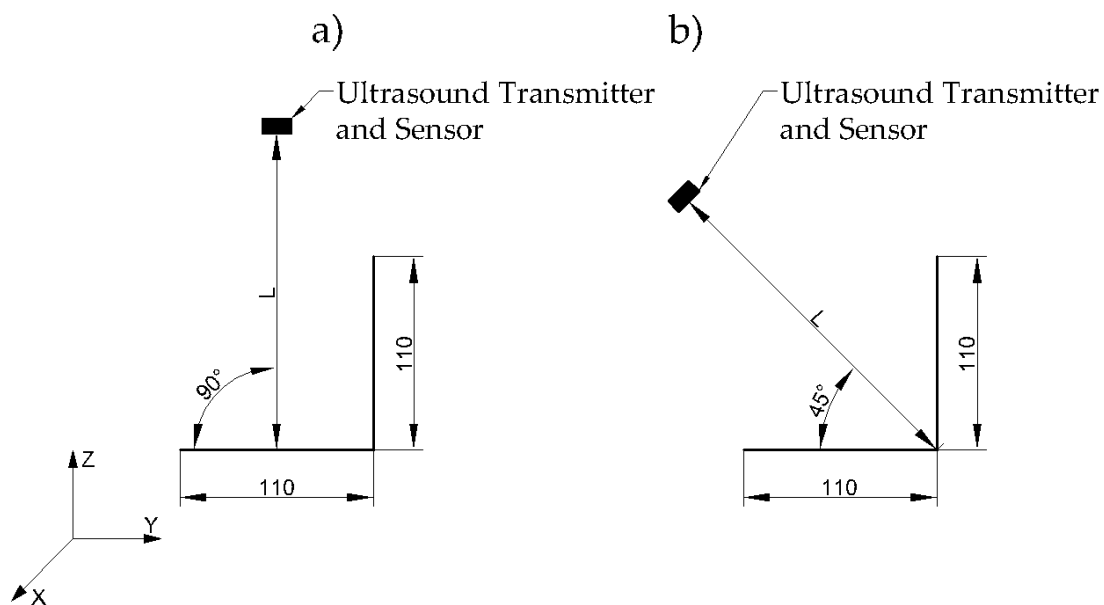 a)
Ultrasound Transmitter
and Sensor
L
90°
110
110
Z
Y
X
b)
Ultrasound Transmitter
and Sensor
L
45°
110
110